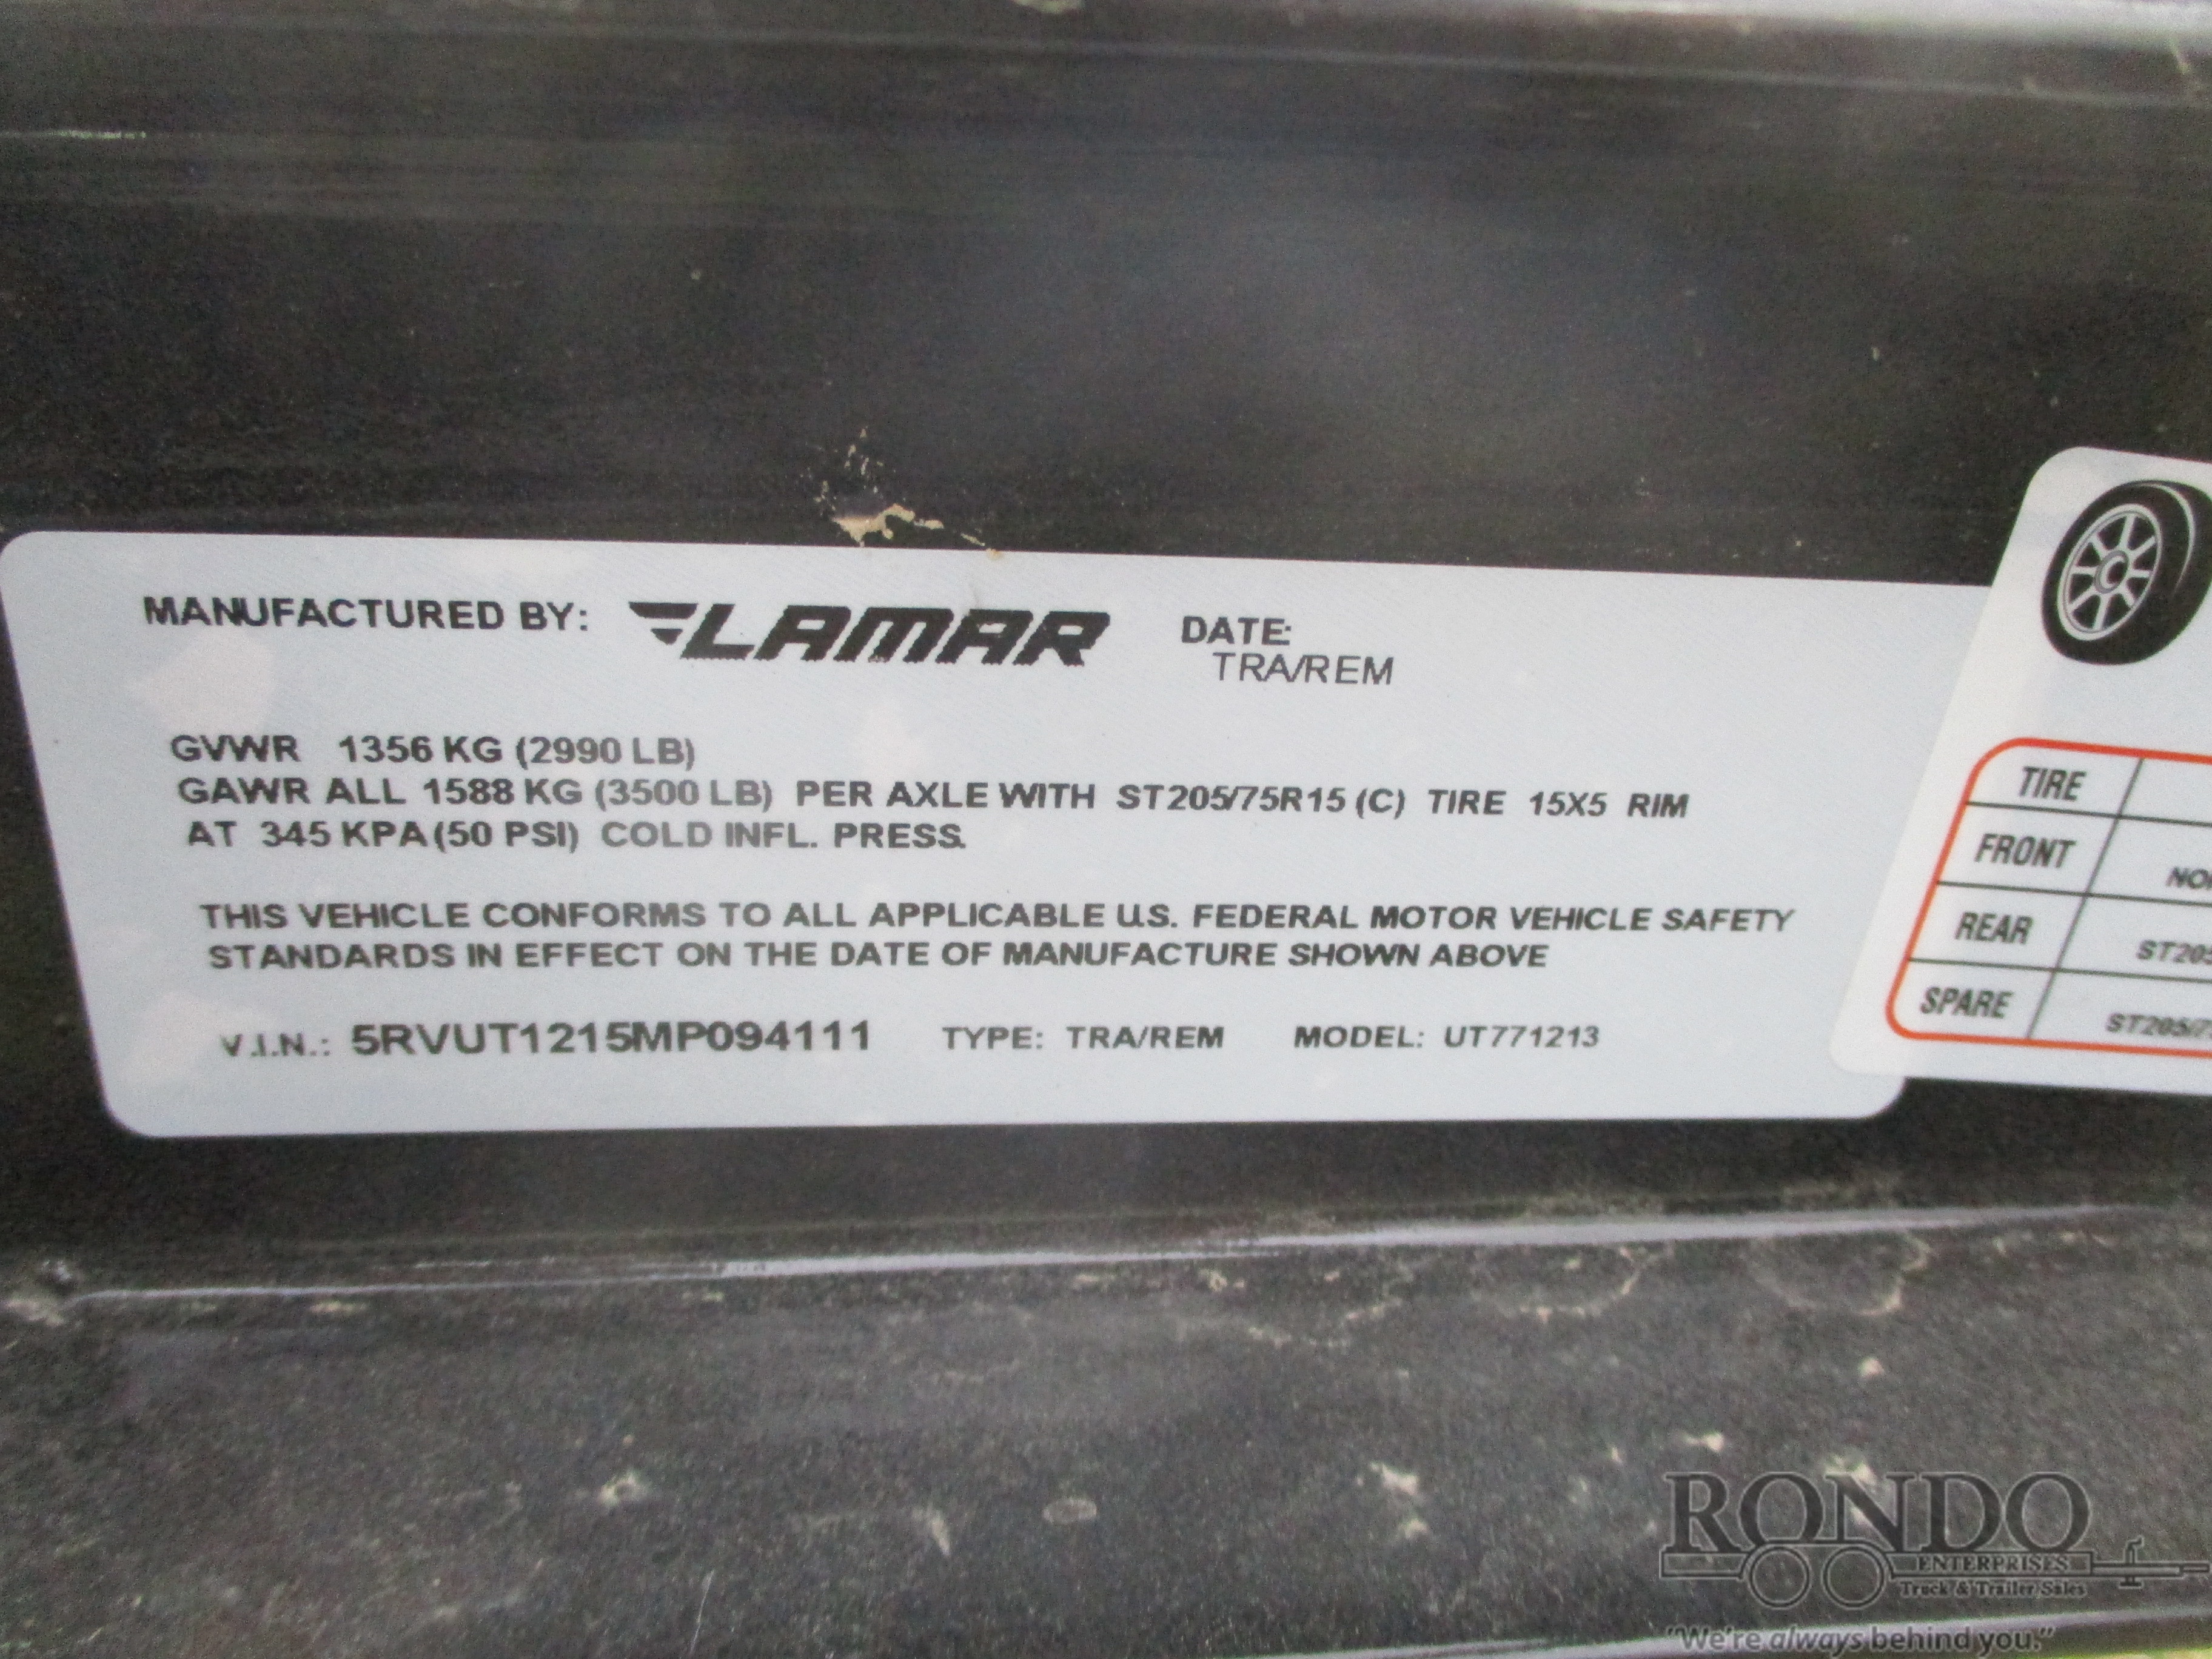 MANUFACTURED BY: LAMAR DATE:
TRA/REM
GVWR 1356 KG (2990 LB)
GAWR ALL 1588 KG (3500 LB) PER AXLE WITH ST205/75R15 (C) TIRE 15X5 RIM
AT 345 KPA (50 PSI) COLD INFL. PRESS.
THIS VEHICLE CONFORMS TO ALL APPLICABLE U.S. FEDERAL MOTOR VEHICLE SAFETY
STANDARDS IN EFFECT ON THE DATE OF MANUFACTURE SHOWN ABOVE
V.I.N.: 5RVUT1215MP094111 TYPE: TRA/REM MODEL: UT771213
TIRE
FRONT
REAR ST205
SPARE ST205/7
RONDO
ENTERPRISES
Truck & Trailer Sales
"We're always behind you."